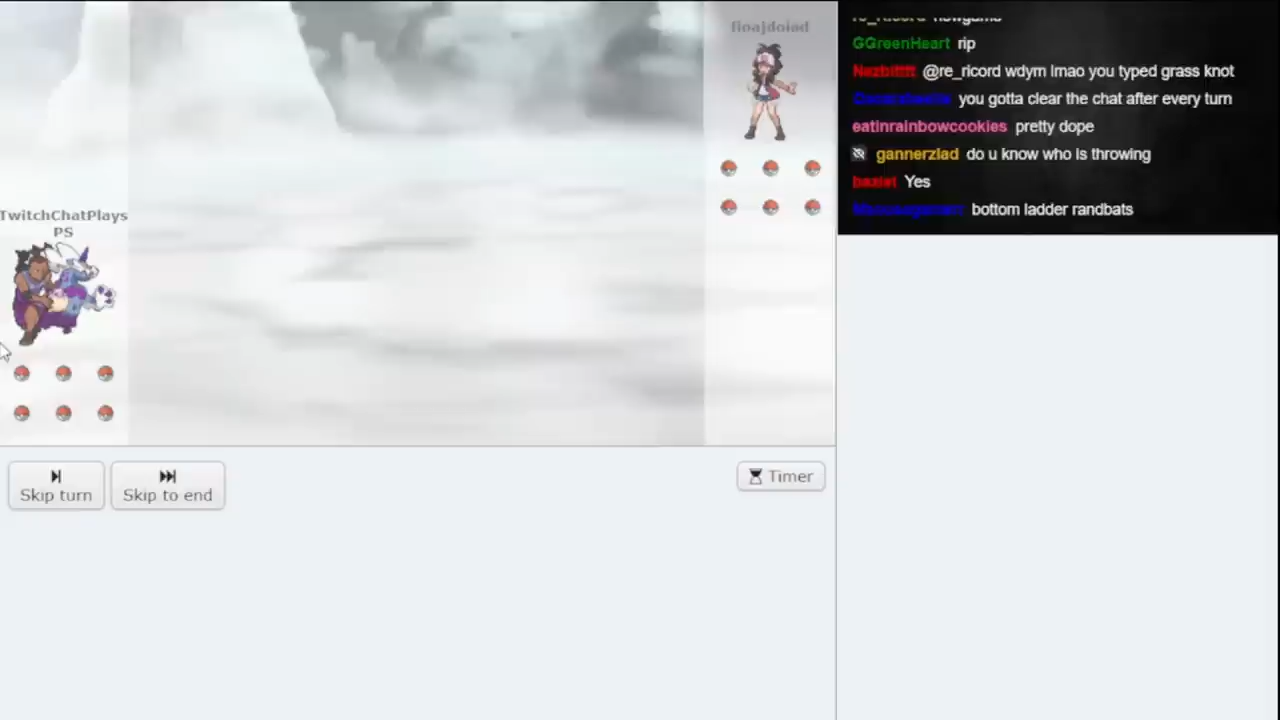 fioajdoiad
TwitchChatPlays
PS
GGreenHeart rip
@re_ricord wdym lmao you typed grass knot
you gotta clear the chat after every turn
eatinrainbowcookies pretty dope
gannerzlad do u know who is throwing
Yes
bottom ladder randbats
Skip turn
Skip to end
Timer